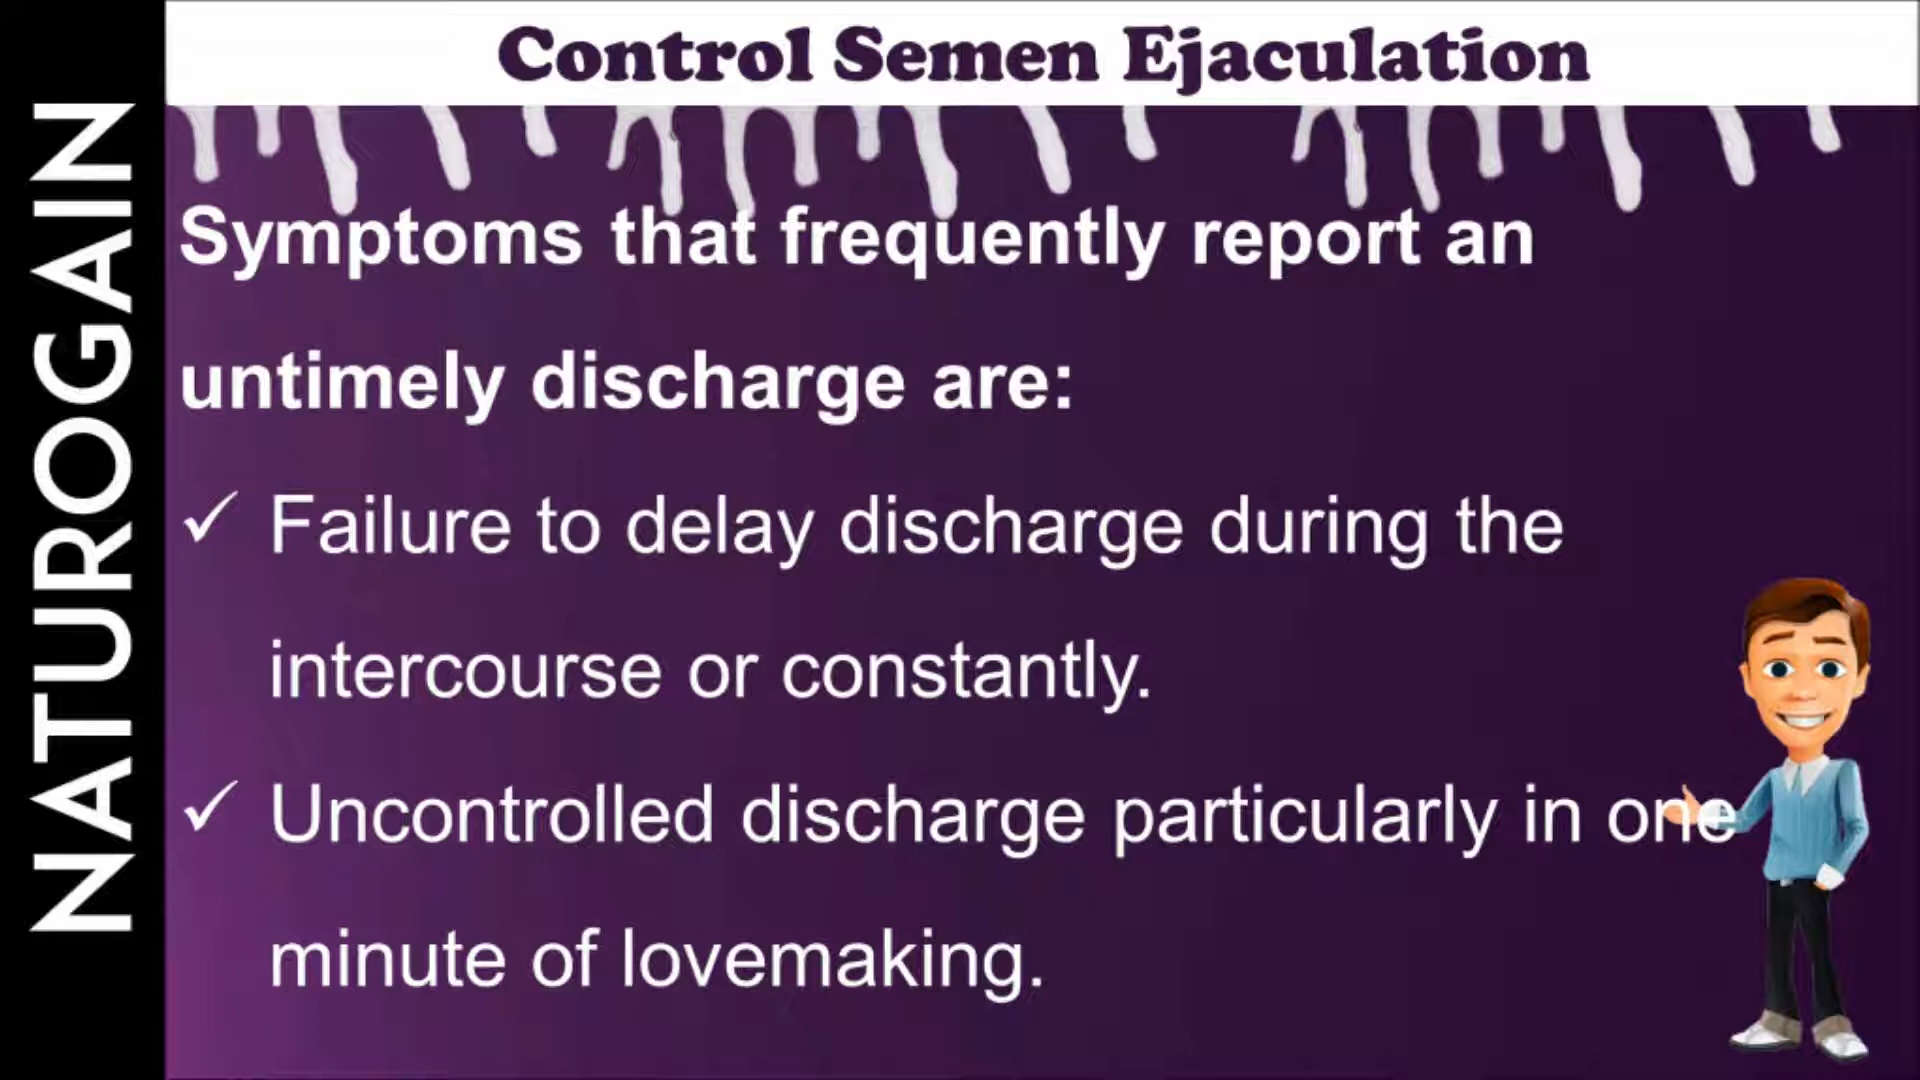 Control Semen Ejaculation
NATUROGAIN
Symptoms that frequently report an
untimely discharge are:
✓ Failure to delay discharge during the
intercourse or constantly.
✓ Uncontrolled discharge particularly in one
minute of lovemaking.